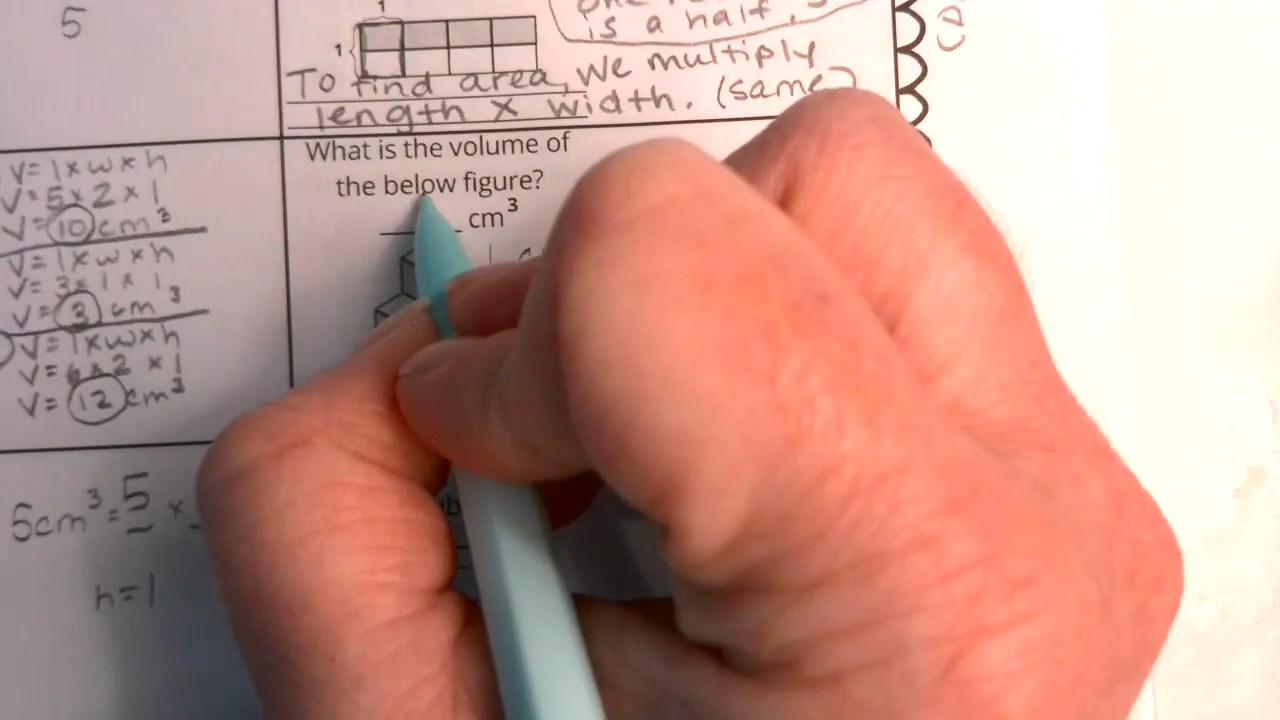 5
1
1
is a half,
To find area, we multiply
length x width. (same)
V= l x w x h
V= 5 x 2 x 1
V= 10 cm³
V= l x w x h
V= 3 x 1 x 1
V= 3 cm³
V= l x w x h
V= 6 x 2 x 1
V= 12 cm³
What is the volume of
the below figure?
cm³
5cm³ = 5 x
h=1